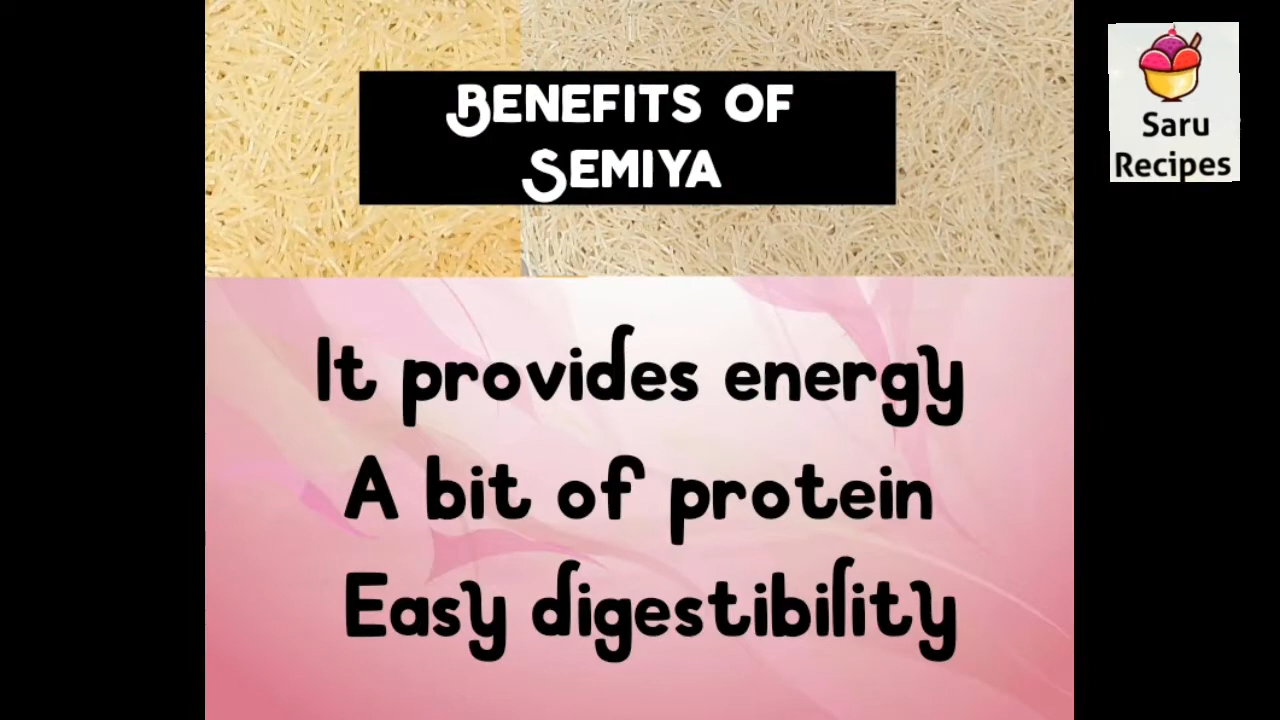 Benefits of
Semiya
Saru
Recipes
It provides energy
A bit of protein
Easy digestibility